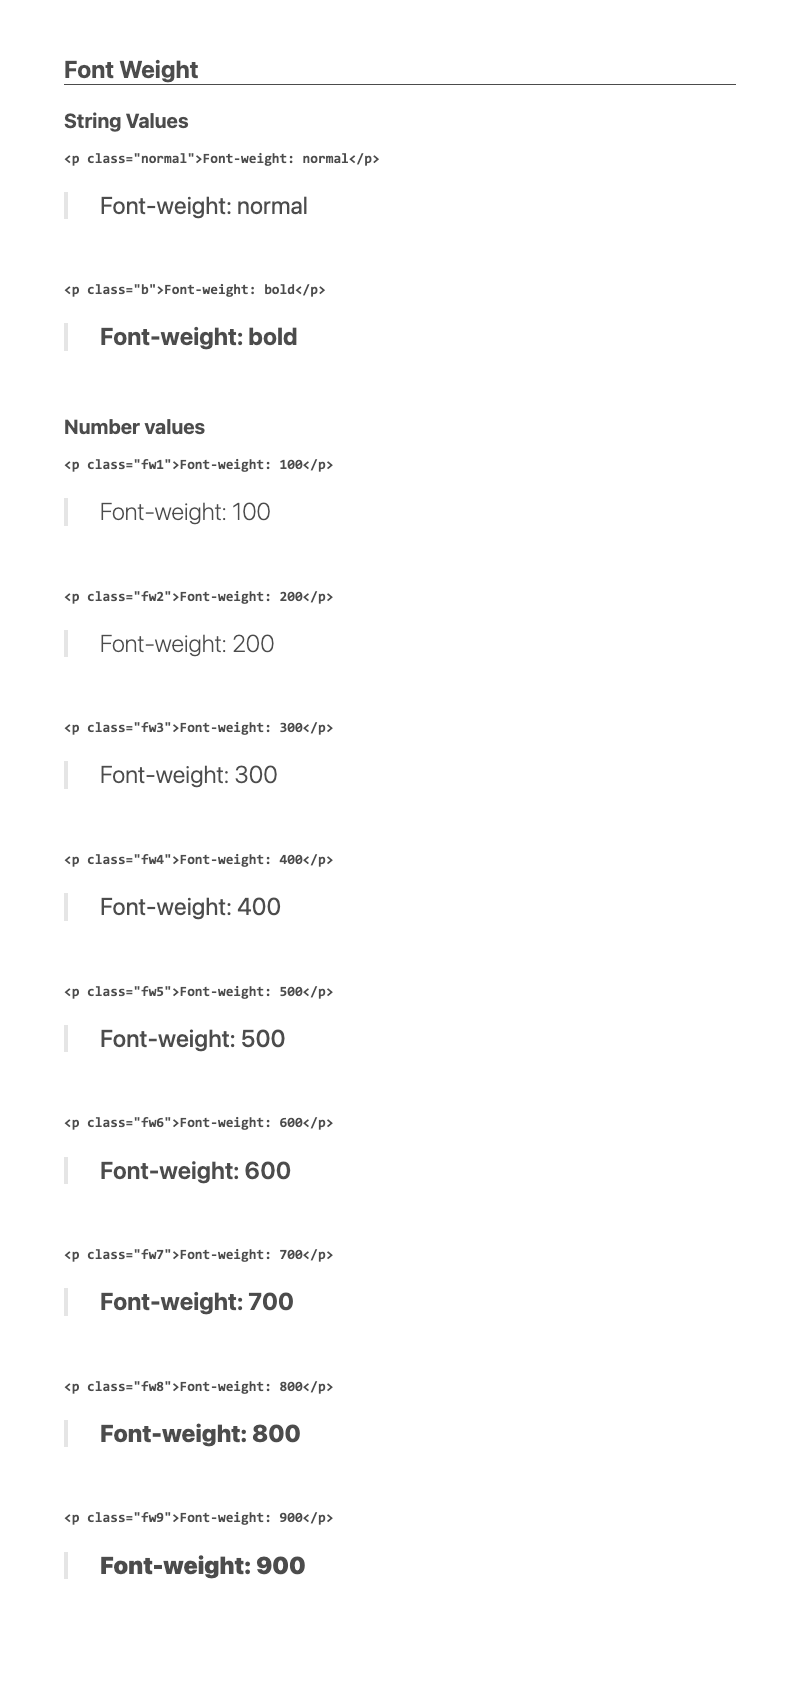 Font Weight
String Values
<p class="normal">Font-weight: normal</p>
Font-weight: normal
<p class="b">Font-weight: bold</p>
Font-weight: bold
Number values
<p class="fw1">Font-weight: 100</p>
Font-weight: 100
<p class="fw2">Font-weight: 200</p>
Font-weight: 200
<p class="fw3">Font-weight: 300</p>
Font-weight: 300
<p class="fw4">Font-weight: 400</p>
Font-weight: 400
<p class="fw5">Font-weight: 500</p>
Font-weight: 500
<p class="fw6">Font-weight: 600</p>
Font-weight: 600
<p class="fw7">Font-weight: 700</p>
Font-weight: 700
<p class="fw8">Font-weight: 800</p>
Font-weight: 800
<p class="fw9">Font-weight: 900</p>
Font-weight: 900